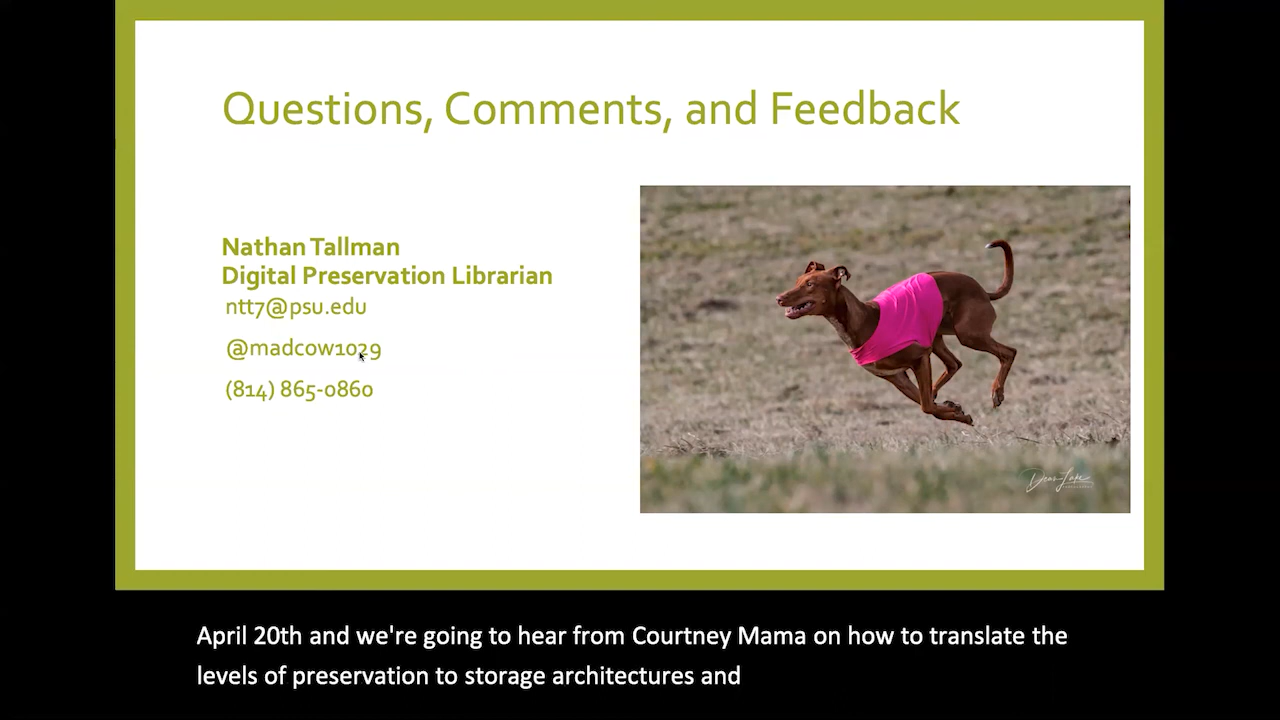 Questions, Comments, and Feedback
Nathan Tallman
Digital Preservation Librarian
ntt7@psu.edu
@madcow1029
(814) 865-0860
April 20th and we're going to hear from Courtney Mama on how to translate the
levels of preservation to storage architectures and